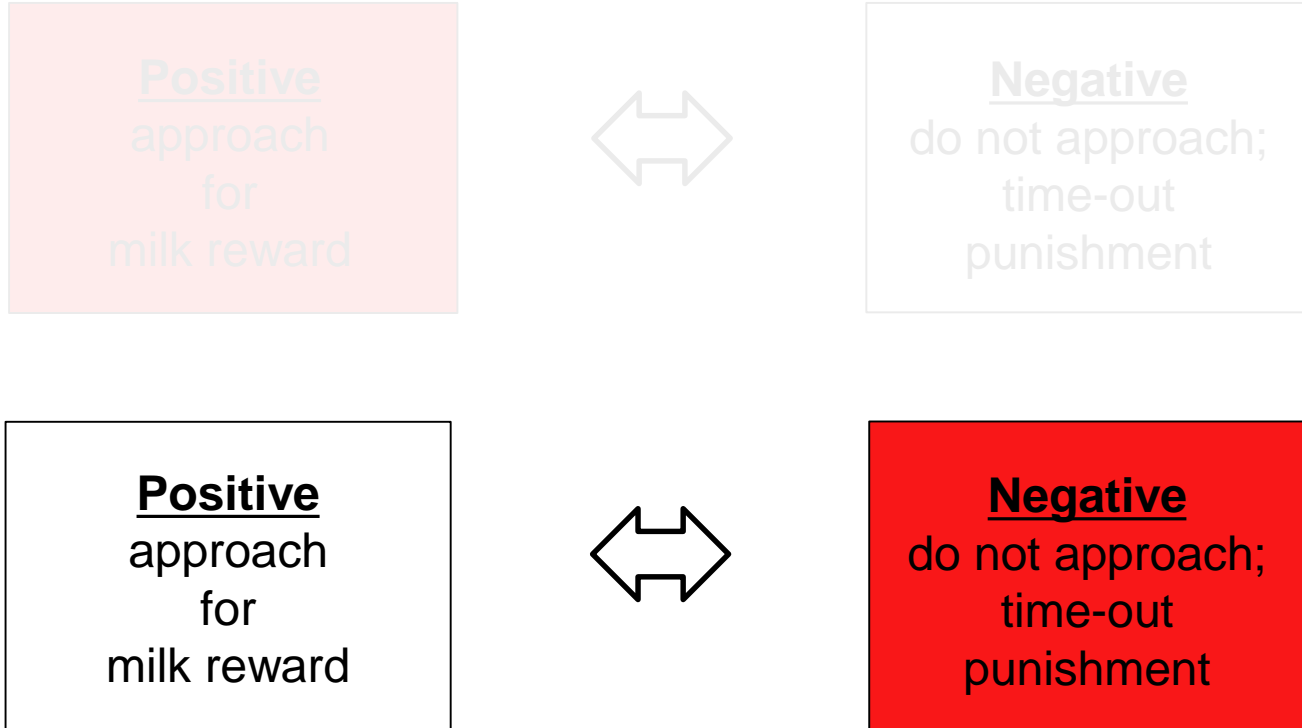 Positive
approach
for
milk reward
Negative
do not approach;
time-out
punishment
Positive
approach
for
milk reward
Negative
do not approach;
time-out
punishment